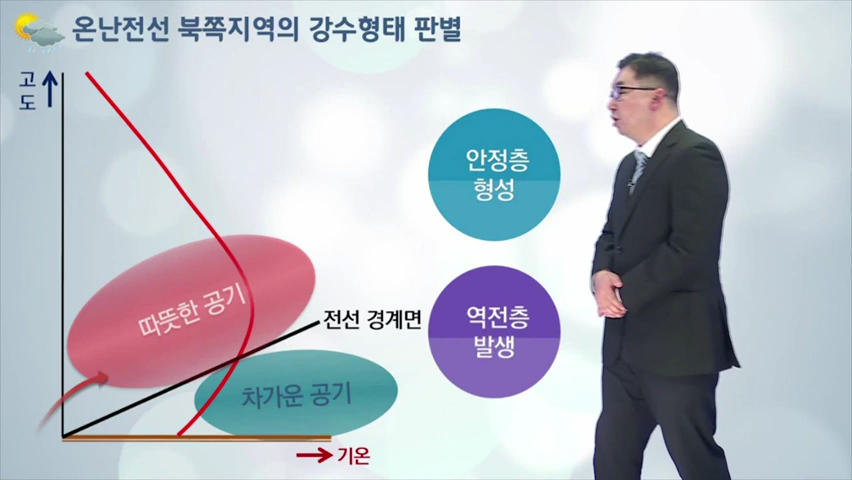 온난전선 북쪽지역의 강수형태 판별
고
도
안정층
형성
따뜻한 공기
전선 경계면
역전층
발생
차가운 공기
기온